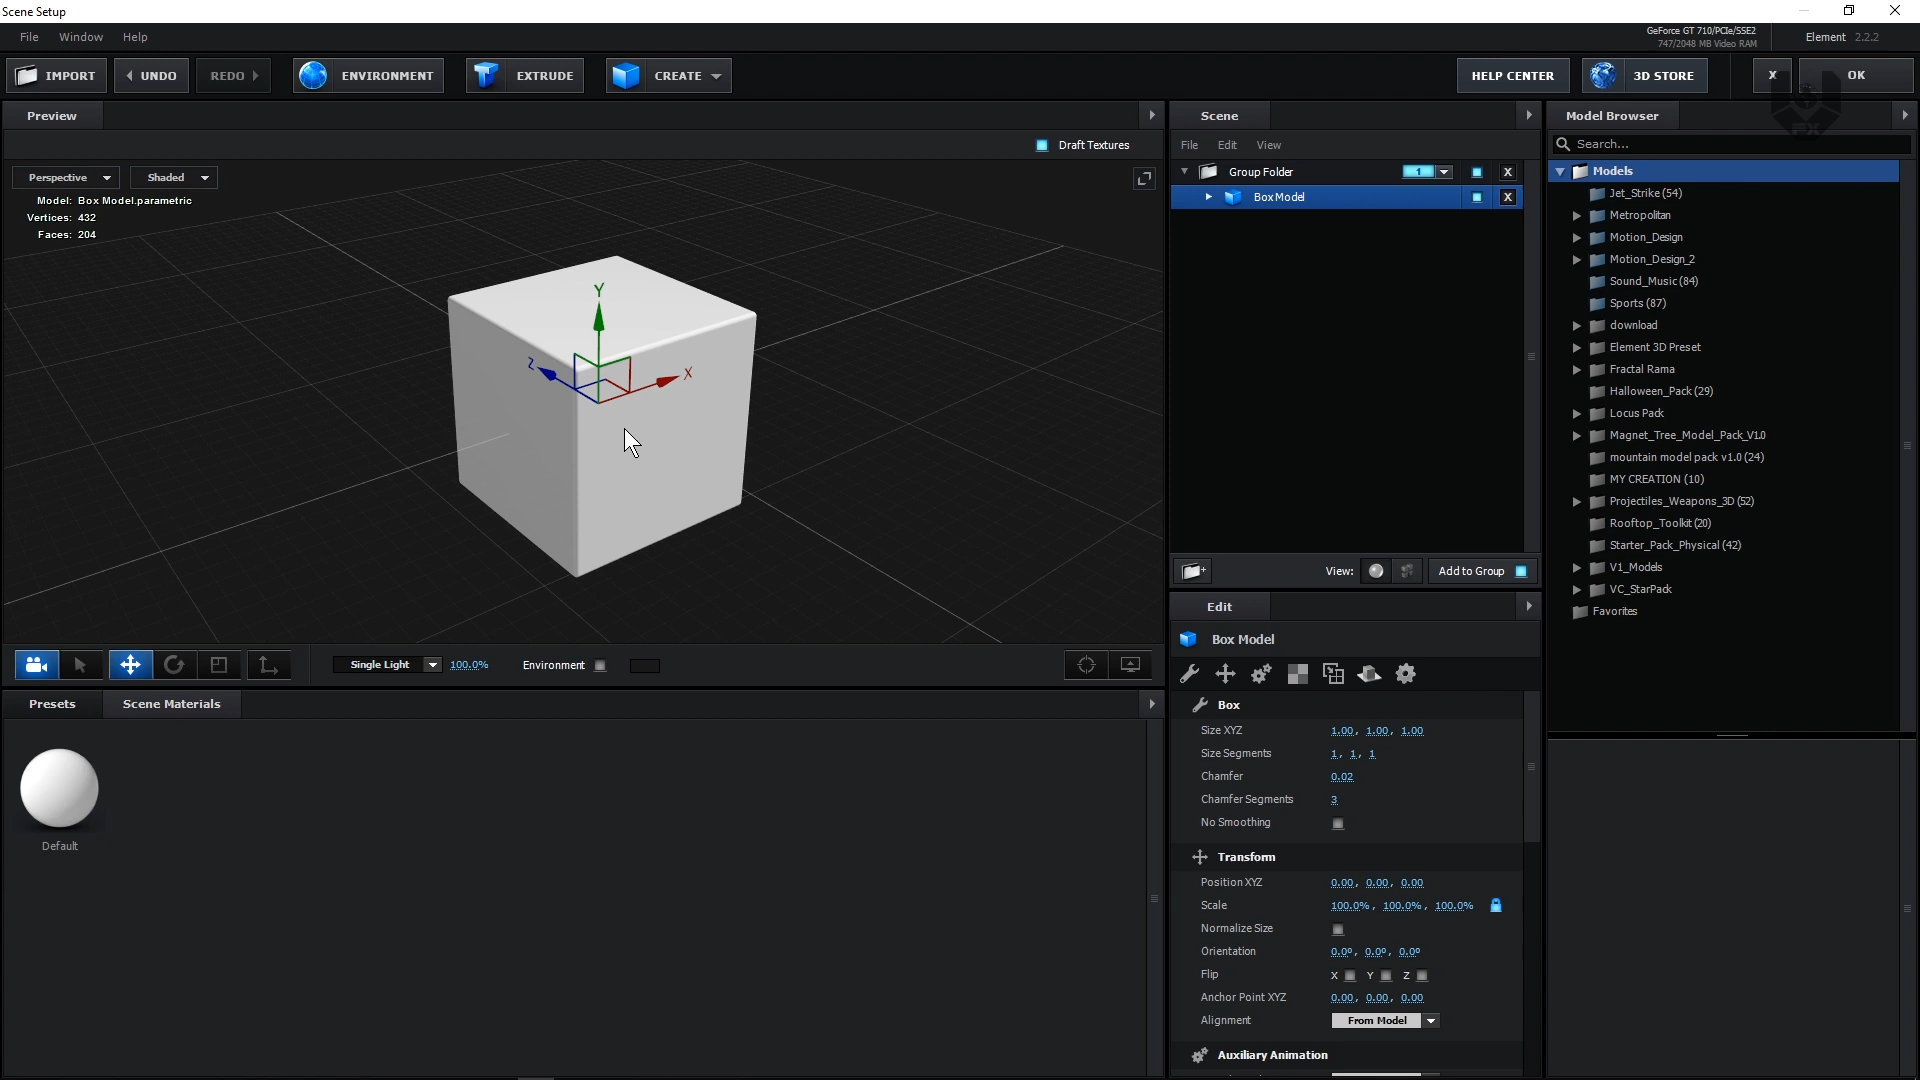 Scene Setup
File Window Help
GeForce GT 710/PCIe/SSE2
747/2048 MB Video RAM
Element 2.2.2
IMPORT UNDO REDO ENVIRONMENT EXTRUDE CREATE HELP CENTER 3D STORE X OK
Preview
Draft Textures
Perspective Shaded
Model: Box Model.parametric
Vertices: 432
Faces: 204
Y
Z
X
Single Light 100.0% Environment
Presets Scene Materials
Default
Scene
File Edit View
Group Folder 1 X
Box Model X
View: Add to Group
Edit
Box Model
Box
Size XYZ 1.00, 1.00, 1.00
Size Segments 1, 1, 1
Chamfer 0.02
Chamfer Segments 3
No Smoothing
Transform
Position XYZ 0.00, 0.00, 0.00
Scale 100.0%, 100.0%, 100.0%
Normalize Size
Orientation 0.0º, 0.0º, 0.0º
Flip X Y Z
Anchor Point XYZ 0.00, 0.00, 0.00
Alignment From Model
Auxiliary Animation
Model Browser
Search...
Models
Jet_Strike (54)
Metropolitan
Motion_Design
Motion_Design_2
Sound_Music (84)
Sports (87)
download
Element 3D Preset
Fractal Rama
Halloween_Pack (29)
Locus Pack
Magnet_Tree_Model_Pack_V1.0
mountain model pack v1.0 (24)
MY CREATION (10)
Projectiles_Weapons_3D (52)
Rooftop_Toolkit (20)
Starter_Pack_Physical (42)
V1_Models
VC_StarPack
Favorites